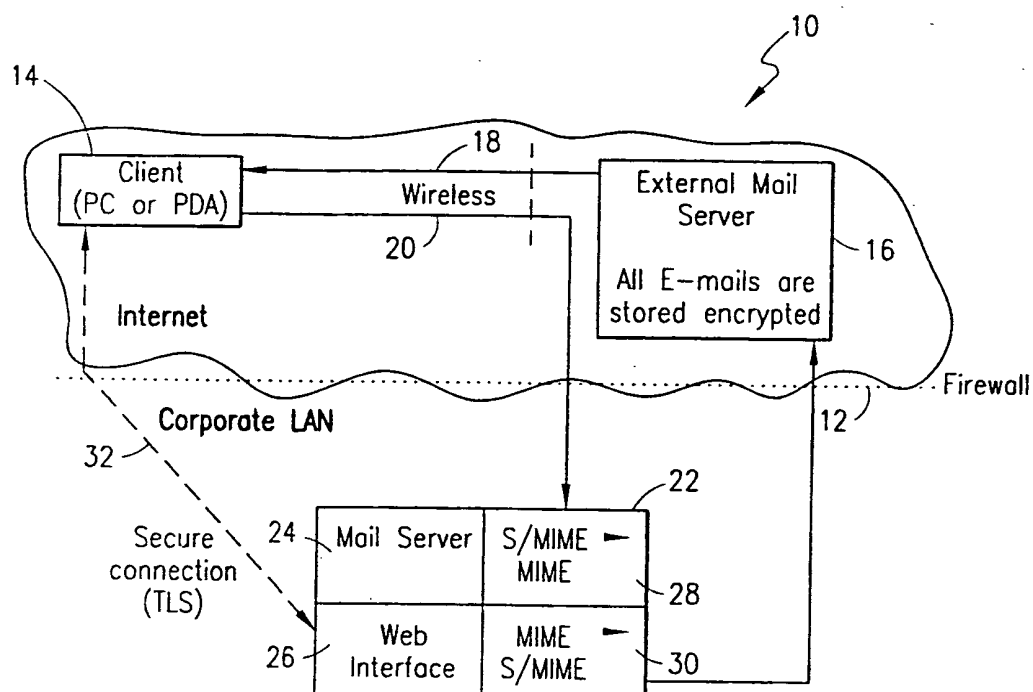 10
14
18
Client
(PC or PDA)
Wireless
20
External Mail
Server
All E-mails are
stored encrypted
16
Internet
Firewall
12
Corporate LAN
32
Secure
connection
(TLS)
22
24
Mail Server
S/MIME ►
MIME
28
26
Web
Interface
MIME ►
S/MIME
30